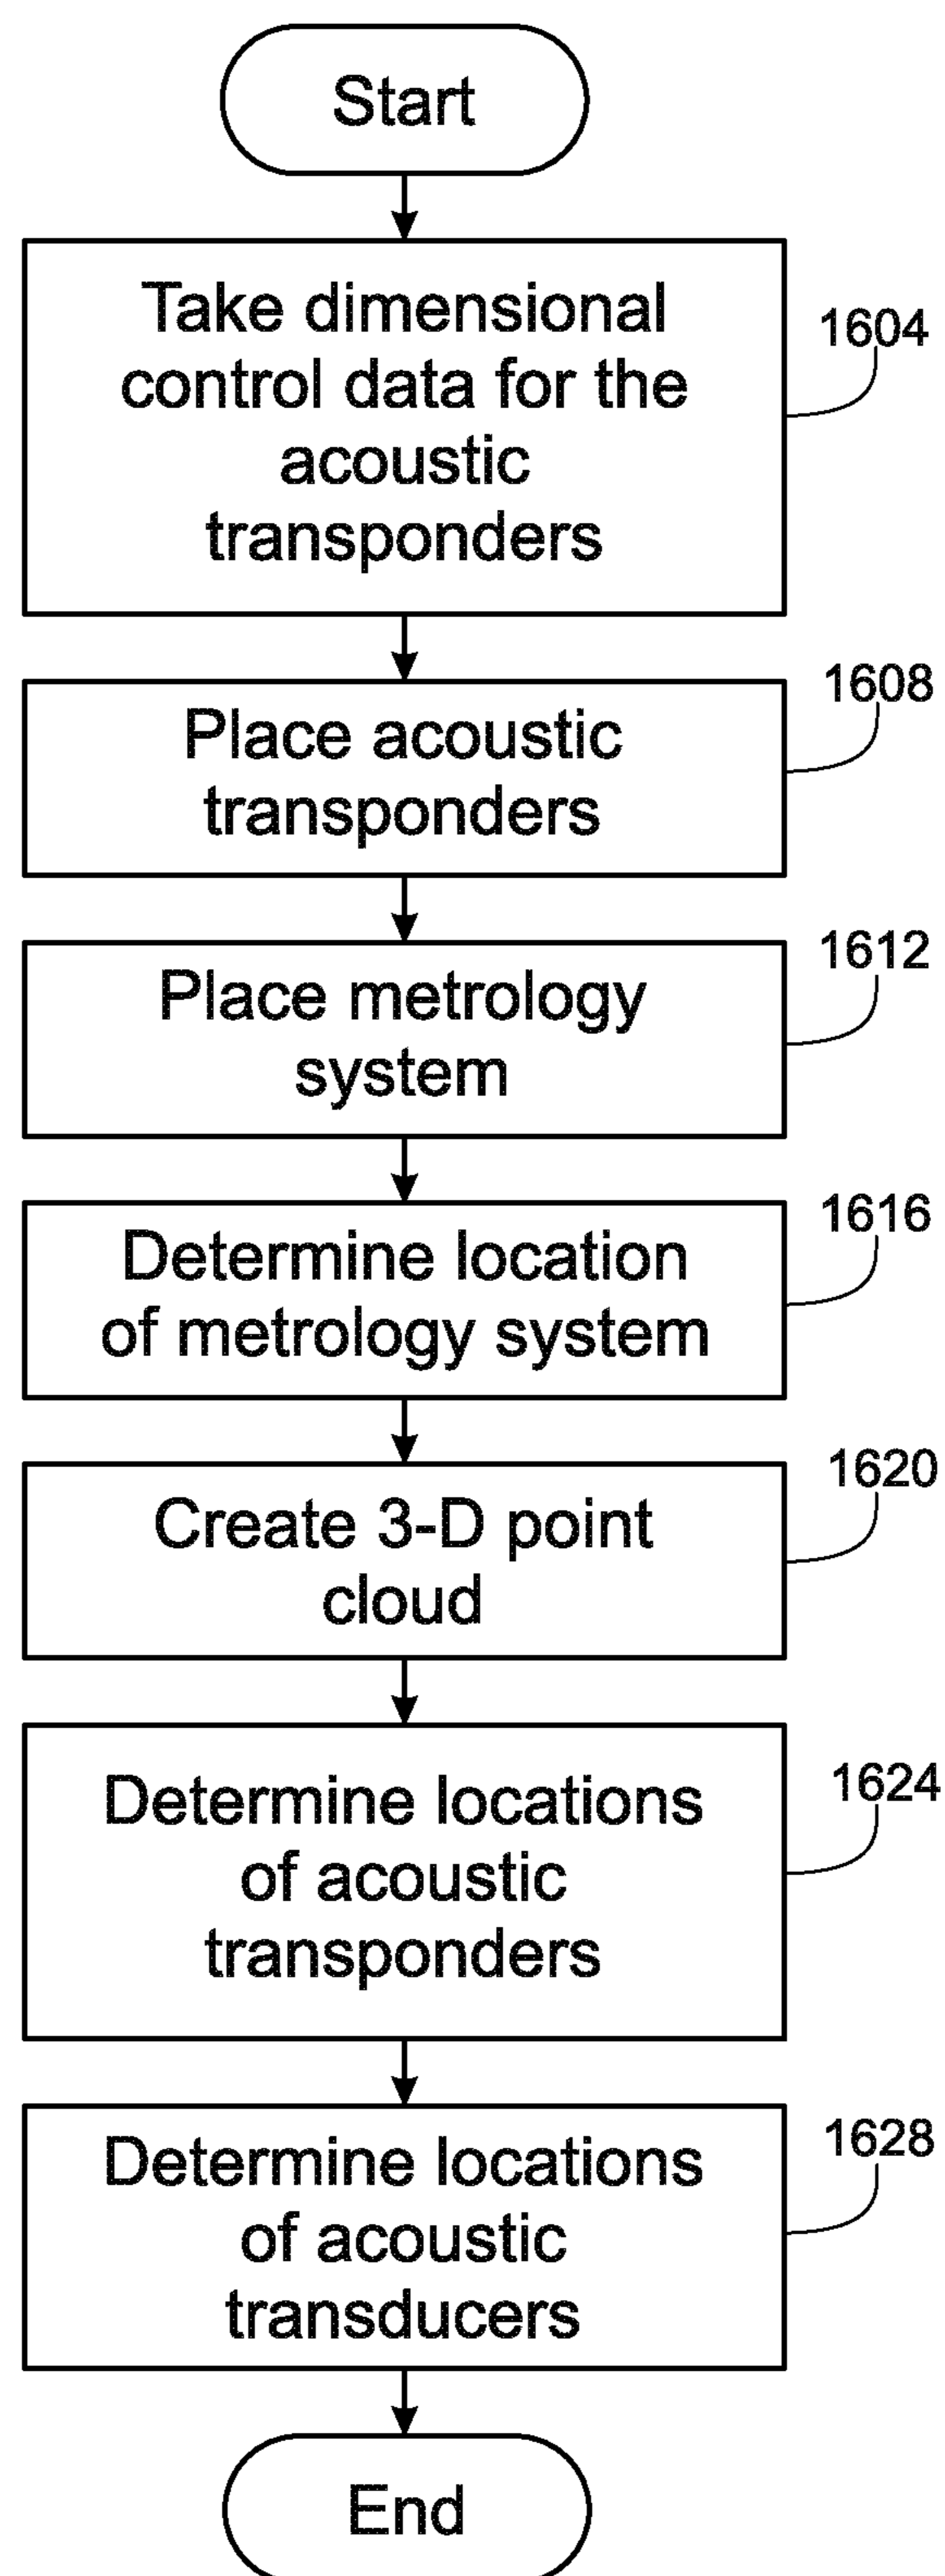 Start
Take dimensional
control data for the
acoustic
transponders
1604
Place acoustic
transponders
1608
Place metrology
system
1612
Determine location
of metrology system
1616
Create 3-D point
cloud
1620
Determine locations
of acoustic
transponders
1624
Determine locations
of acoustic
transducers
1628
End